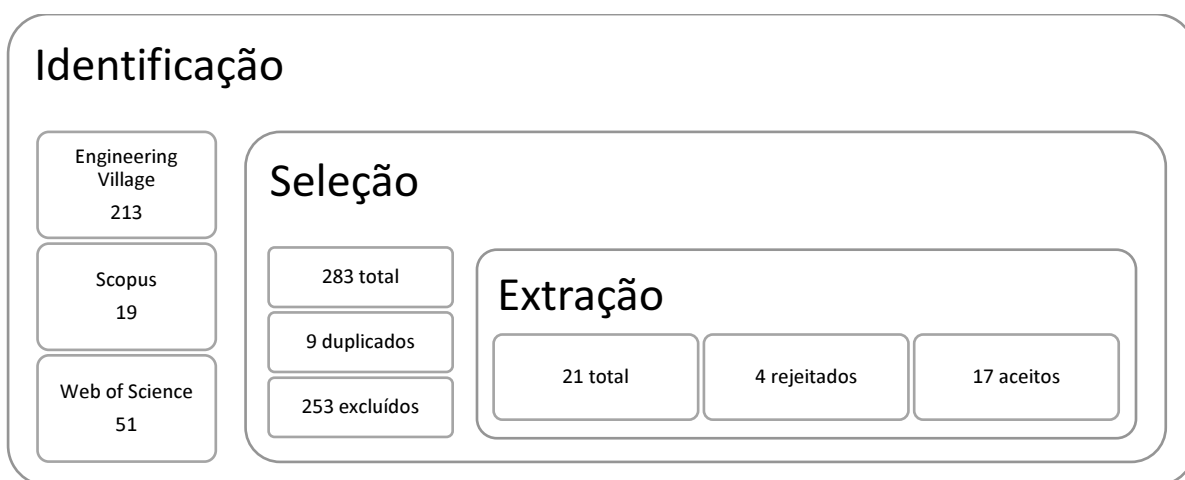 Identificação
Engineering
Village
213
Scopus
19
Web of Science
51
Seleção
283 total
9 duplicados
253 excluídos
Extração
21 total
4 rejeitados
17 aceitos